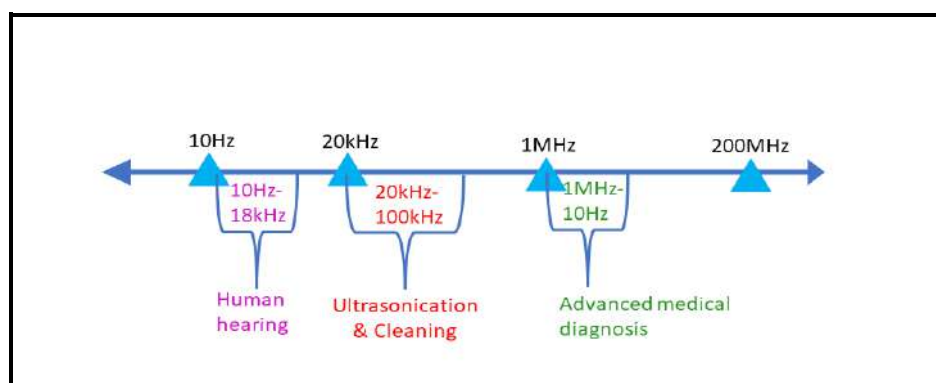 10Hz
20kHz
1MHz
200MHz
10Hz-
18kHz
20kHz-
100kHz
1MHz-
10Hz
Human
hearing
Ultrasonication
& Cleaning
Advanced medical
diagnosis